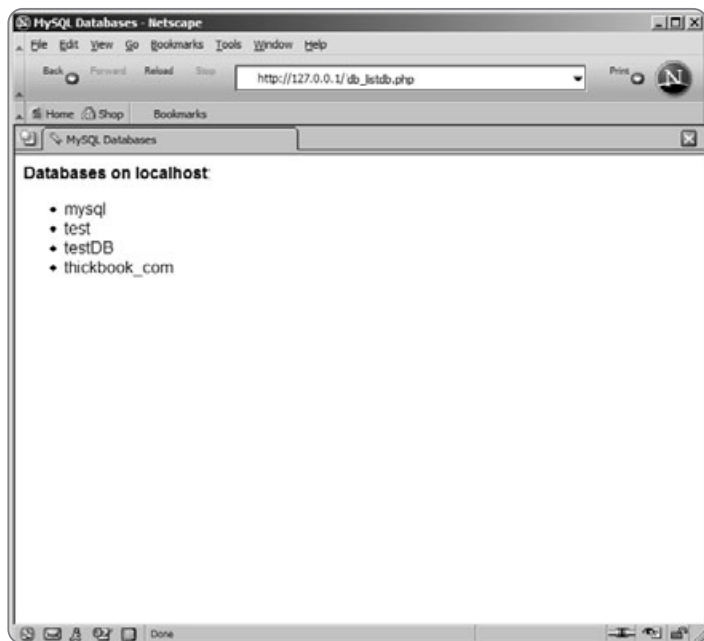 MySQL Databases - Netscape
File Edit View Go Bookmarks Tools Window Help
Back Forward Reload Stop http://127.0.0.1/db_listdb.php Print N
Home Shop Bookmarks
MySQL Databases
Databases on localhost:
mysql
test
testDB
thickbook_com
Done